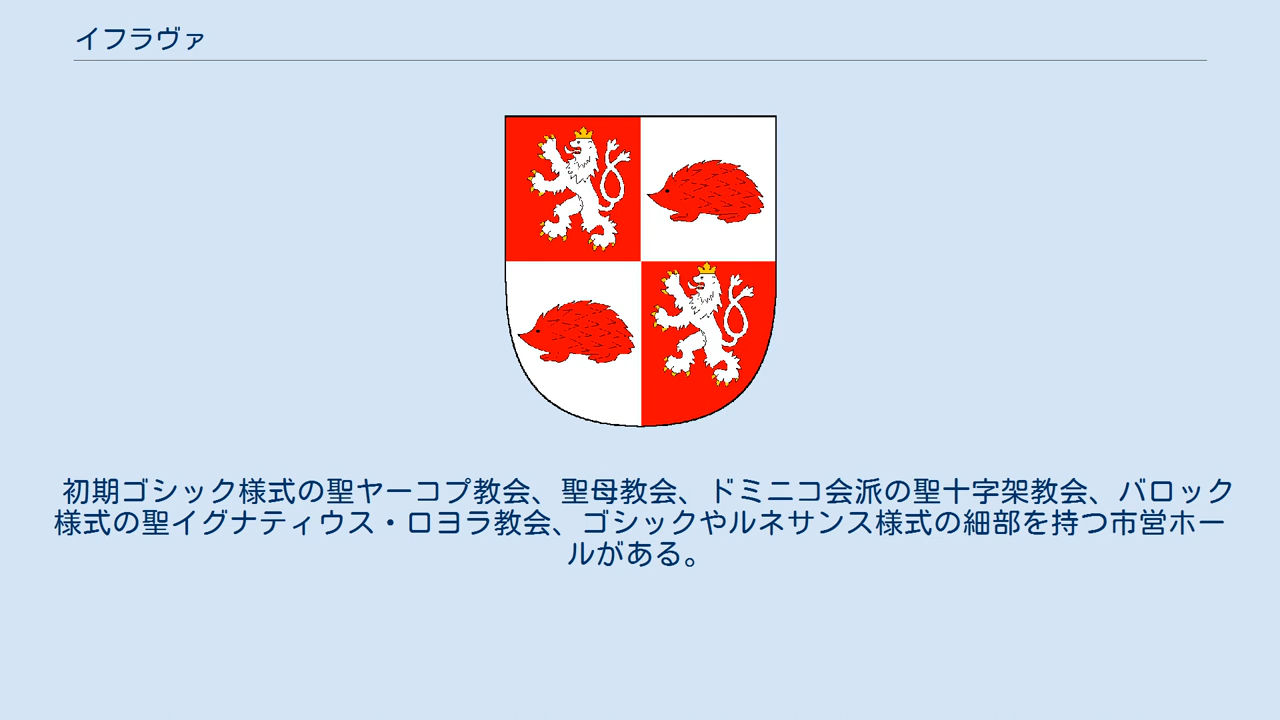 イフラヴァ
初期ゴシック様式の聖ヤーコプ教会、聖母教会、ドミニコ会派の聖十字架教会、バロック
様式の聖イグナティウス・ロヨラ教会、ゴシックやルネサンス様式の細部を持つ市営ホー
ルがある。